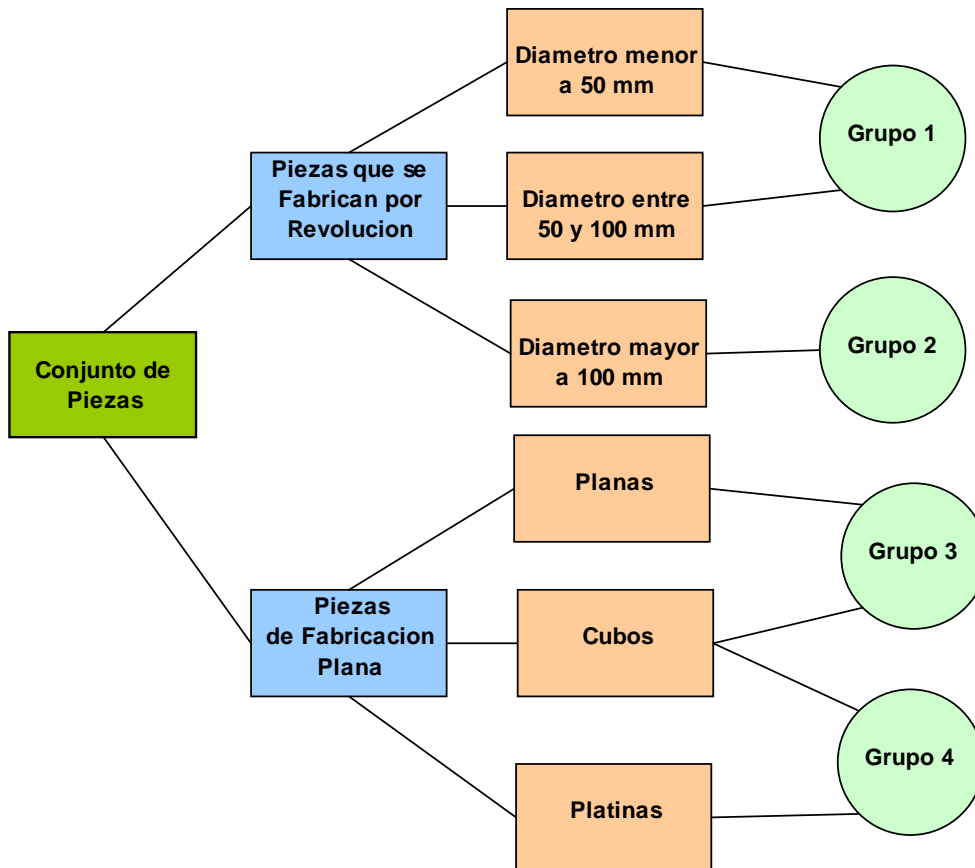 Diametro menor
a 50 mm
Grupo 1
Piezas que se
Fabrican por
Revolucion
Diametro entre
50 y 100 mm
Diametro mayor
a 100 mm
Grupo 2
Conjunto de
Piezas
Planas
Grupo 3
Piezas
de Fabricacion
Plana
Cubos
Grupo 4
Platinas